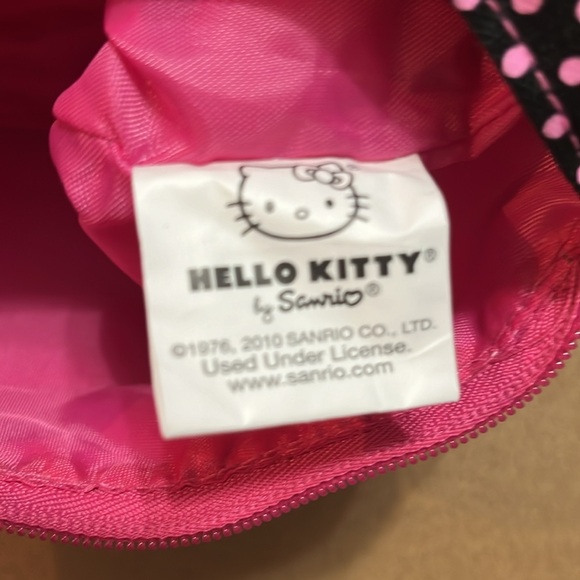 HELLO KITTY®
by Sanrio®
©1976, 2010 SANRIO CO., LTD.
Used Under License.
www.sanrio.com